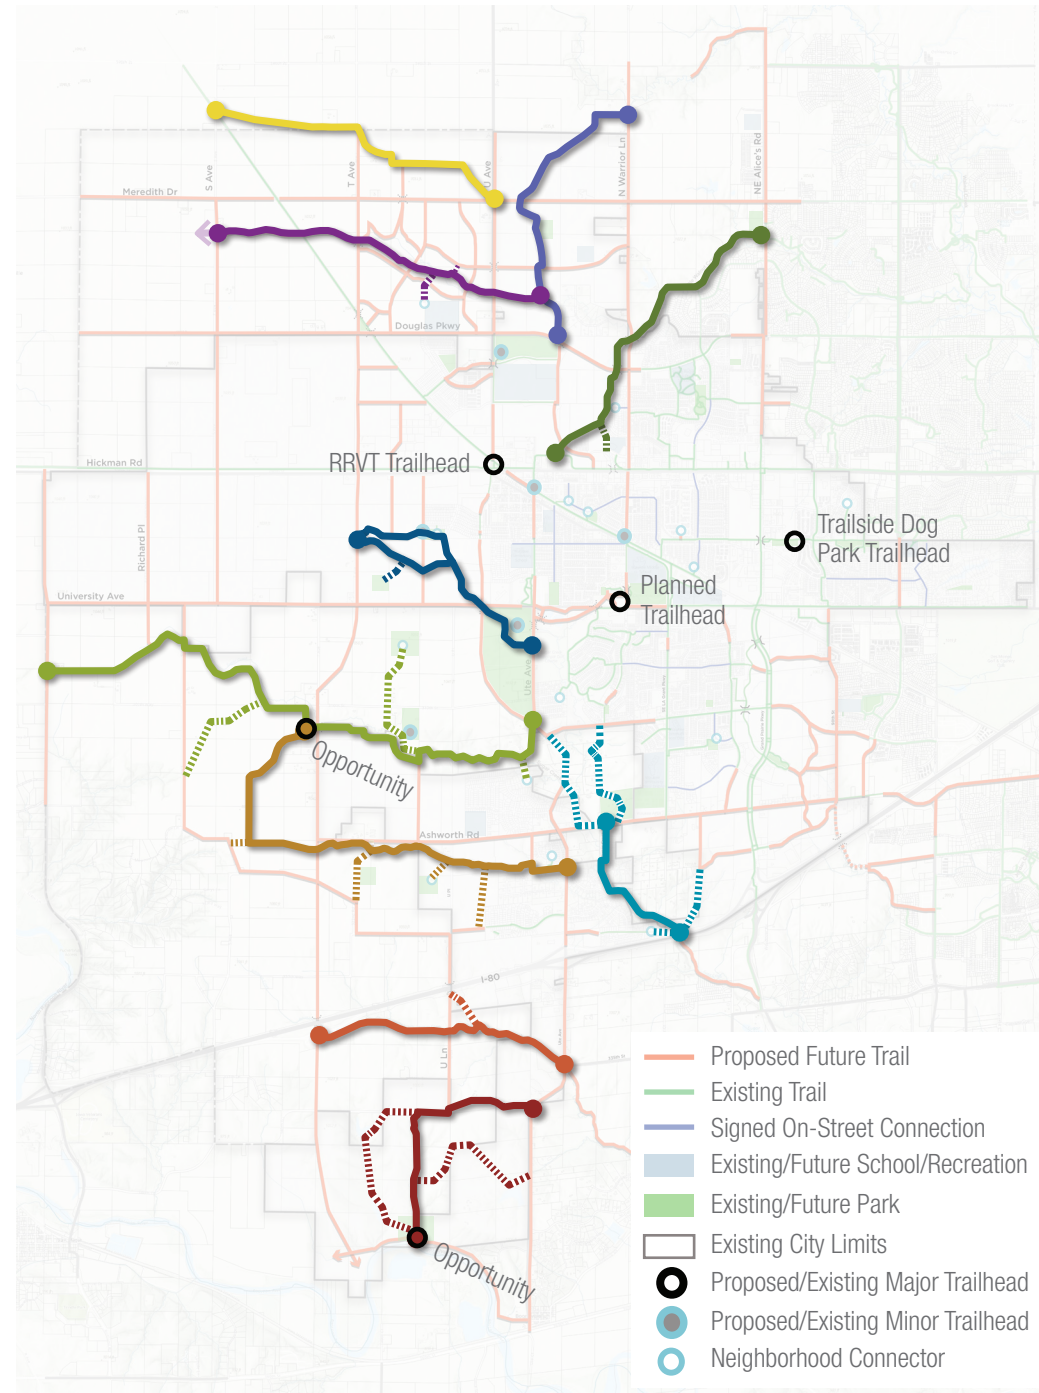 S Ave
T Ave
U Ave
N Warrior Ln
NE Alice's Rd
Meredith Dr
Douglas Pkwy
RRVT Trailhead
Hickman Rd
Richard Pl
Trailside Dog
Park Trailhead
Planned
Trailhead
University Ave
Ute Ave
Opportunity
Ashworth Rd
I-80
U Ln
Opportunity
Proposed Future Trail
Existing Trail
Signed On-Street Connection
Existing/Future School/Recreation
Existing/Future Park
Existing City Limits
Proposed/Existing Major Trailhead
Proposed/Existing Minor Trailhead
Neighborhood Connector